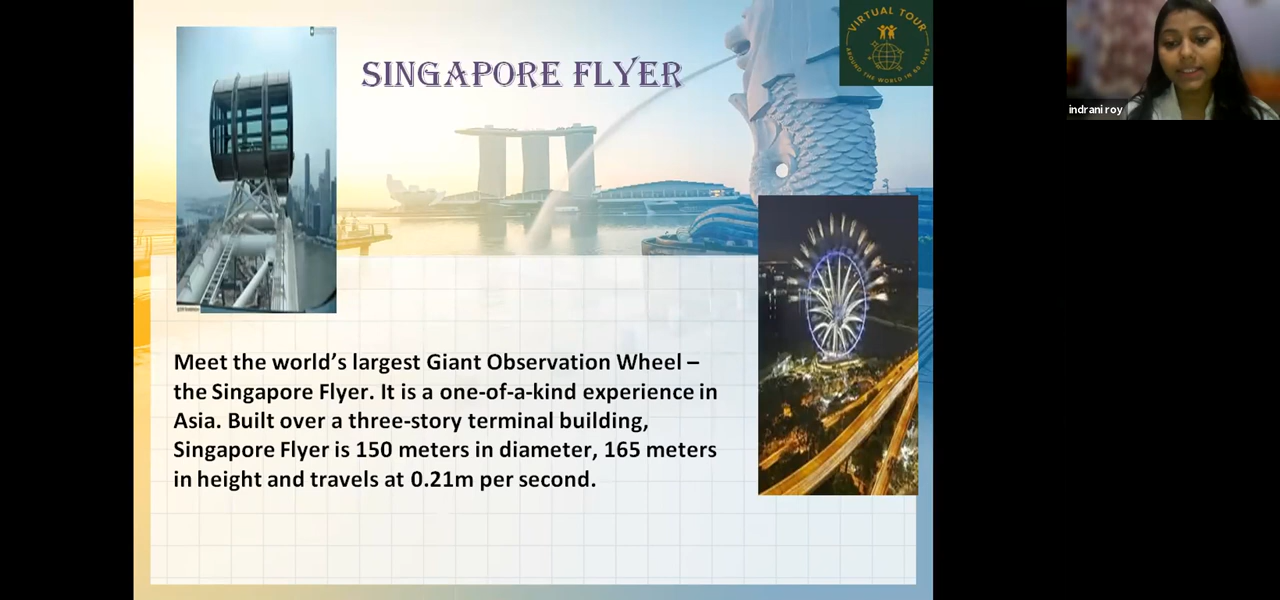 SINGAPORE FLYER
VIRTUAL TOUR
AROUND THE WORLD IN 60 DAYS
indrani roy
Meet the world’s largest Giant Observation Wheel –
the Singapore Flyer. It is a one-of-a-kind experience in
Asia. Built over a three-story terminal building,
Singapore Flyer is 150 meters in diameter, 165 meters
in height and travels at 0.21m per second.